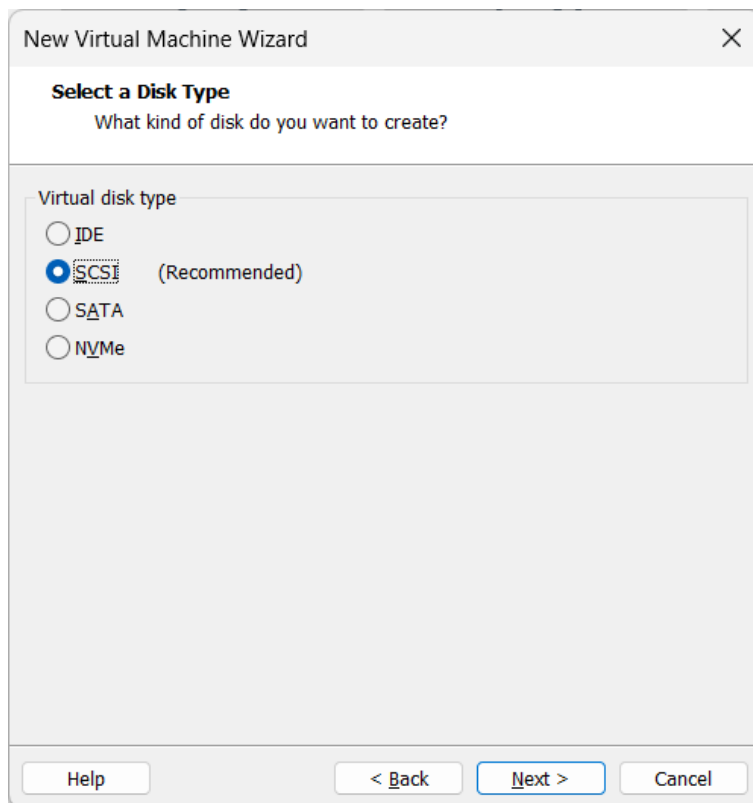 New Virtual Machine Wizard
Select a Disk Type
What kind of disk do you want to create?
Virtual disk type
IDE
SCSI (Recommended)
SATA
NVMe
Help < Back Next > Cancel